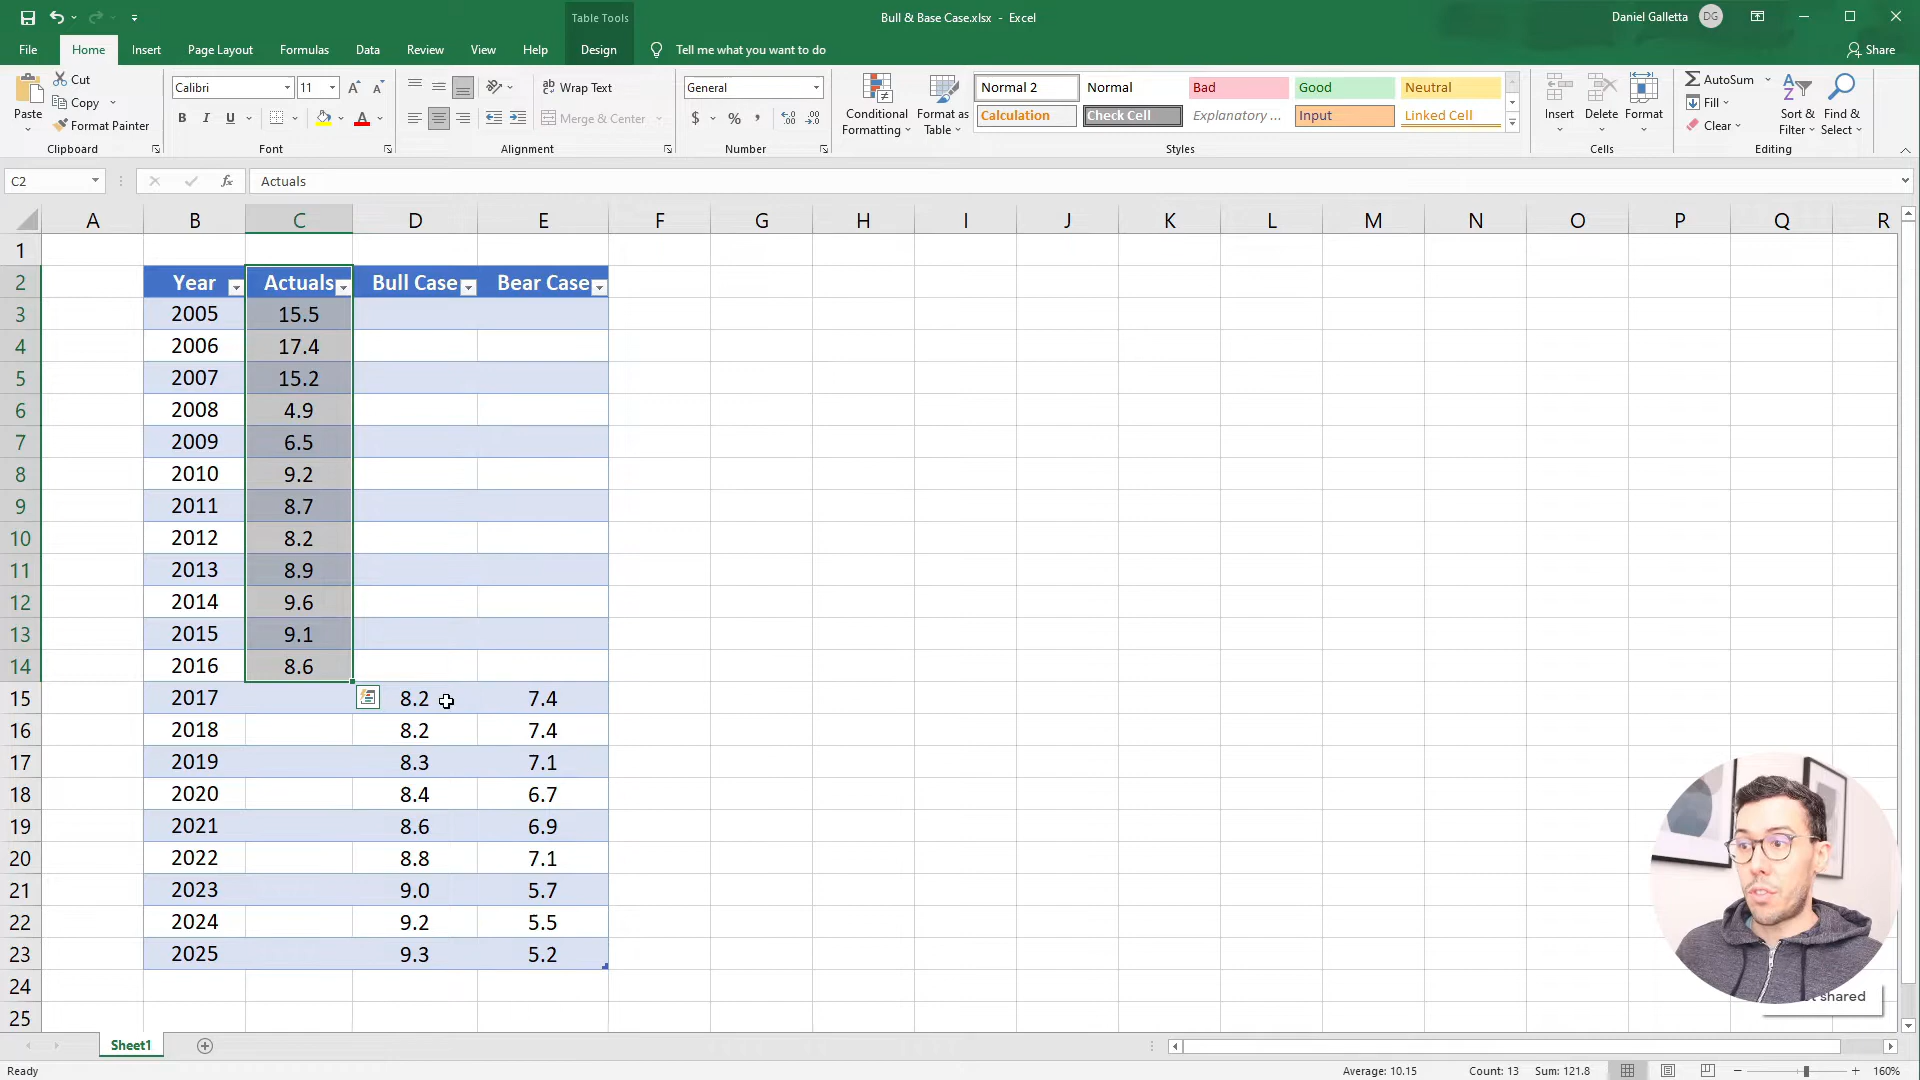 Table Tools
Bull & Base Case.xlsx - Excel
Daniel Galletta
DG
File Home Insert Page Layout Formulas Data Review View Help Design Tell me what you want to do Share
Paste
Cut
Copy
Format Painter
Clipboard
Calibri 11
B I U A
Font
Wrap Text
Merge & Center
Alignment
General
$ % ,
Number
Conditional Formatting
Format as Table
Normal 2 Normal Bad Good Neutral
Calculation Check Cell Explanatory ... Input Linked Cell
Styles
Insert Delete Format
Cells
AutoSum
Fill
Clear
Sort & Filter
Find & Select
Editing
C2 fx Actuals
A B C D E F G H I J K L M N O P Q R
1
2 Year Actuals Bull Case Bear Case
3 2005 15.5
4 2006 17.4
5 2007 15.2
6 2008 4.9
7 2009 6.5
8 2010 9.2
9 2011 8.7
10 2012 8.2
11 2013 8.9
12 2014 9.6
13 2015 9.1
14 2016 8.6
15 2017 8.2 7.4
16 2018 8.2 7.4
17 2019 8.3 7.1
18 2020 8.4 6.7
19 2021 8.6 6.9
20 2022 8.8 7.1
21 2023 9.0 5.7
22 2024 9.2 5.5
23 2025 9.3 5.2
24
25
shared
Sheet1
Ready
Average: 10.15 Count: 13 Sum: 121.8 160%